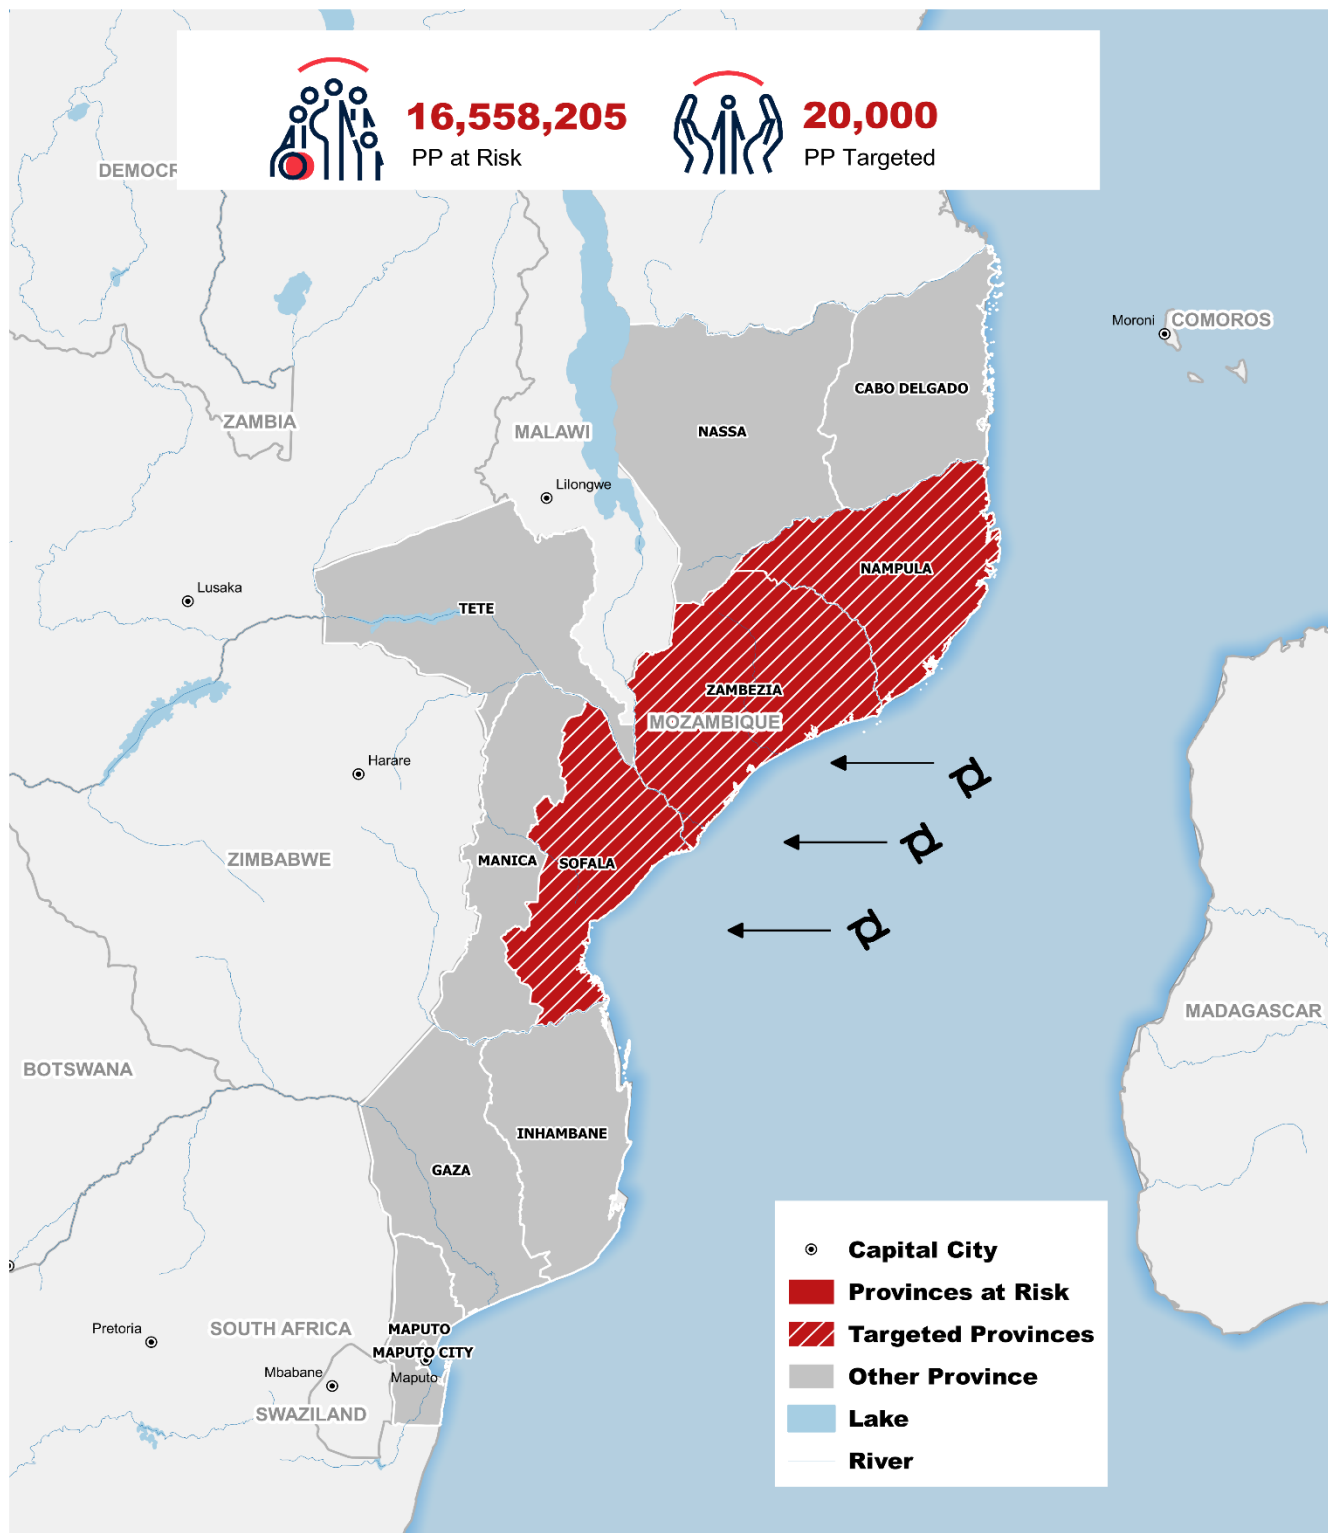 16,558,205
PP at Risk
20,000
PP Targeted
DEMOCR
Moroni
COMOROS
CABO DELGADO
ZAMBIA
MALAWI
NASSA
Lilongwe
NAMPULA
Lusaka
TETE
ZAMBEZIA
MOZAMBIQUE
Harare
ZIMBABWE
MANICA
SOFALA
MADAGASCAR
BOTSWANA
INHAMBANE
GAZA
Capital City
Provinces at Risk
Targeted Provinces
Other Province
Lake
River
Pretoria
SOUTH AFRICA
MAPUTO
MAPUTO CITY
Mbabane
Maputo
SWAZILAND